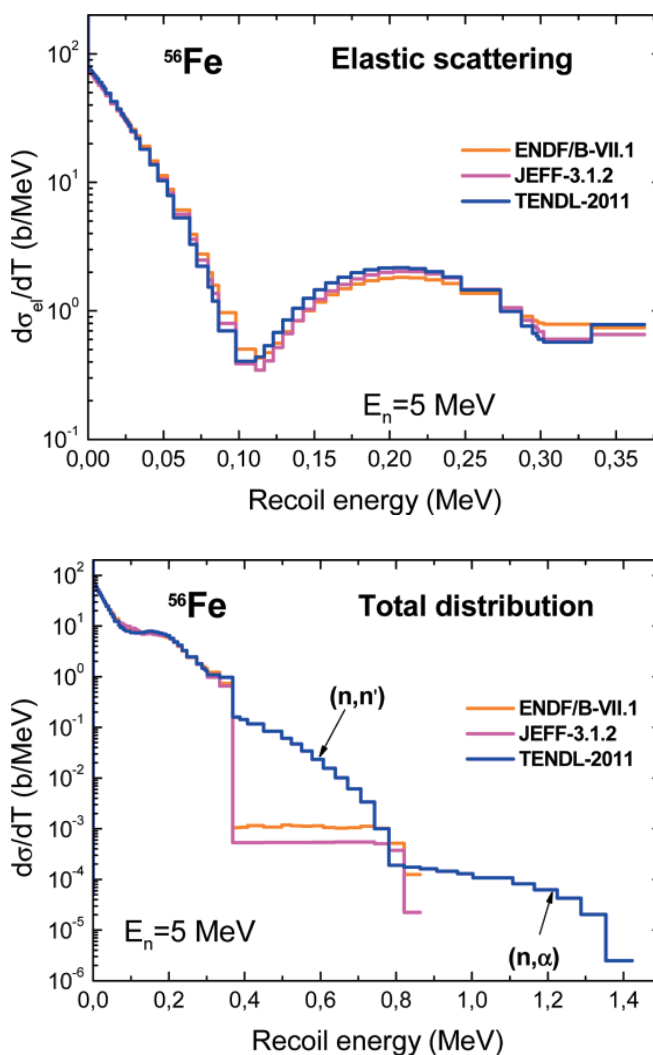 ⁵⁶Fe Elastic scattering
ENDF/B-VII.1
JEFF-3.1.2
TENDL-2011
Eₙ=5 MeV
dσₑₗ/dT (b/MeV)
10²
10¹
10⁰
10⁻¹
0,00 0,05 0,10 0,15 0,20 0,25 0,30 0,35
Recoil energy (MeV)
⁵⁶Fe Total distribution
(n,n')
ENDF/B-VII.1
JEFF-3.1.2
TENDL-2011
Eₙ=5 MeV
(n,α)
dσ/dT (b/MeV)
10²
10¹
10⁰
10⁻¹
10⁻²
10⁻³
10⁻⁴
10⁻⁵
10⁻⁶
0,0 0,2 0,4 0,6 0,8 1,0 1,2 1,4
Recoil energy (MeV)